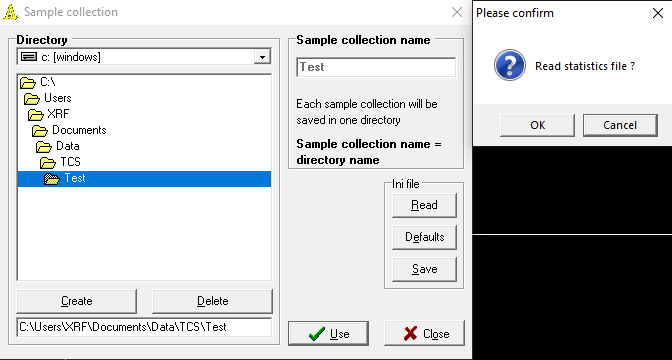 Sample collection
Directory
c: [windows]
C:\
Users
XRF
Documents
Data
TCS
Test
Create
Delete
C:\Users\XRF\Documents\Data\TCS\Test
Sample collection name
Test
Each sample collection will be
saved in one directory
Sample collection name =
directory name
Ini file
Read
Defaults
Save
Use
Close
Please confirm
Read statistics file ?
OK
Cancel